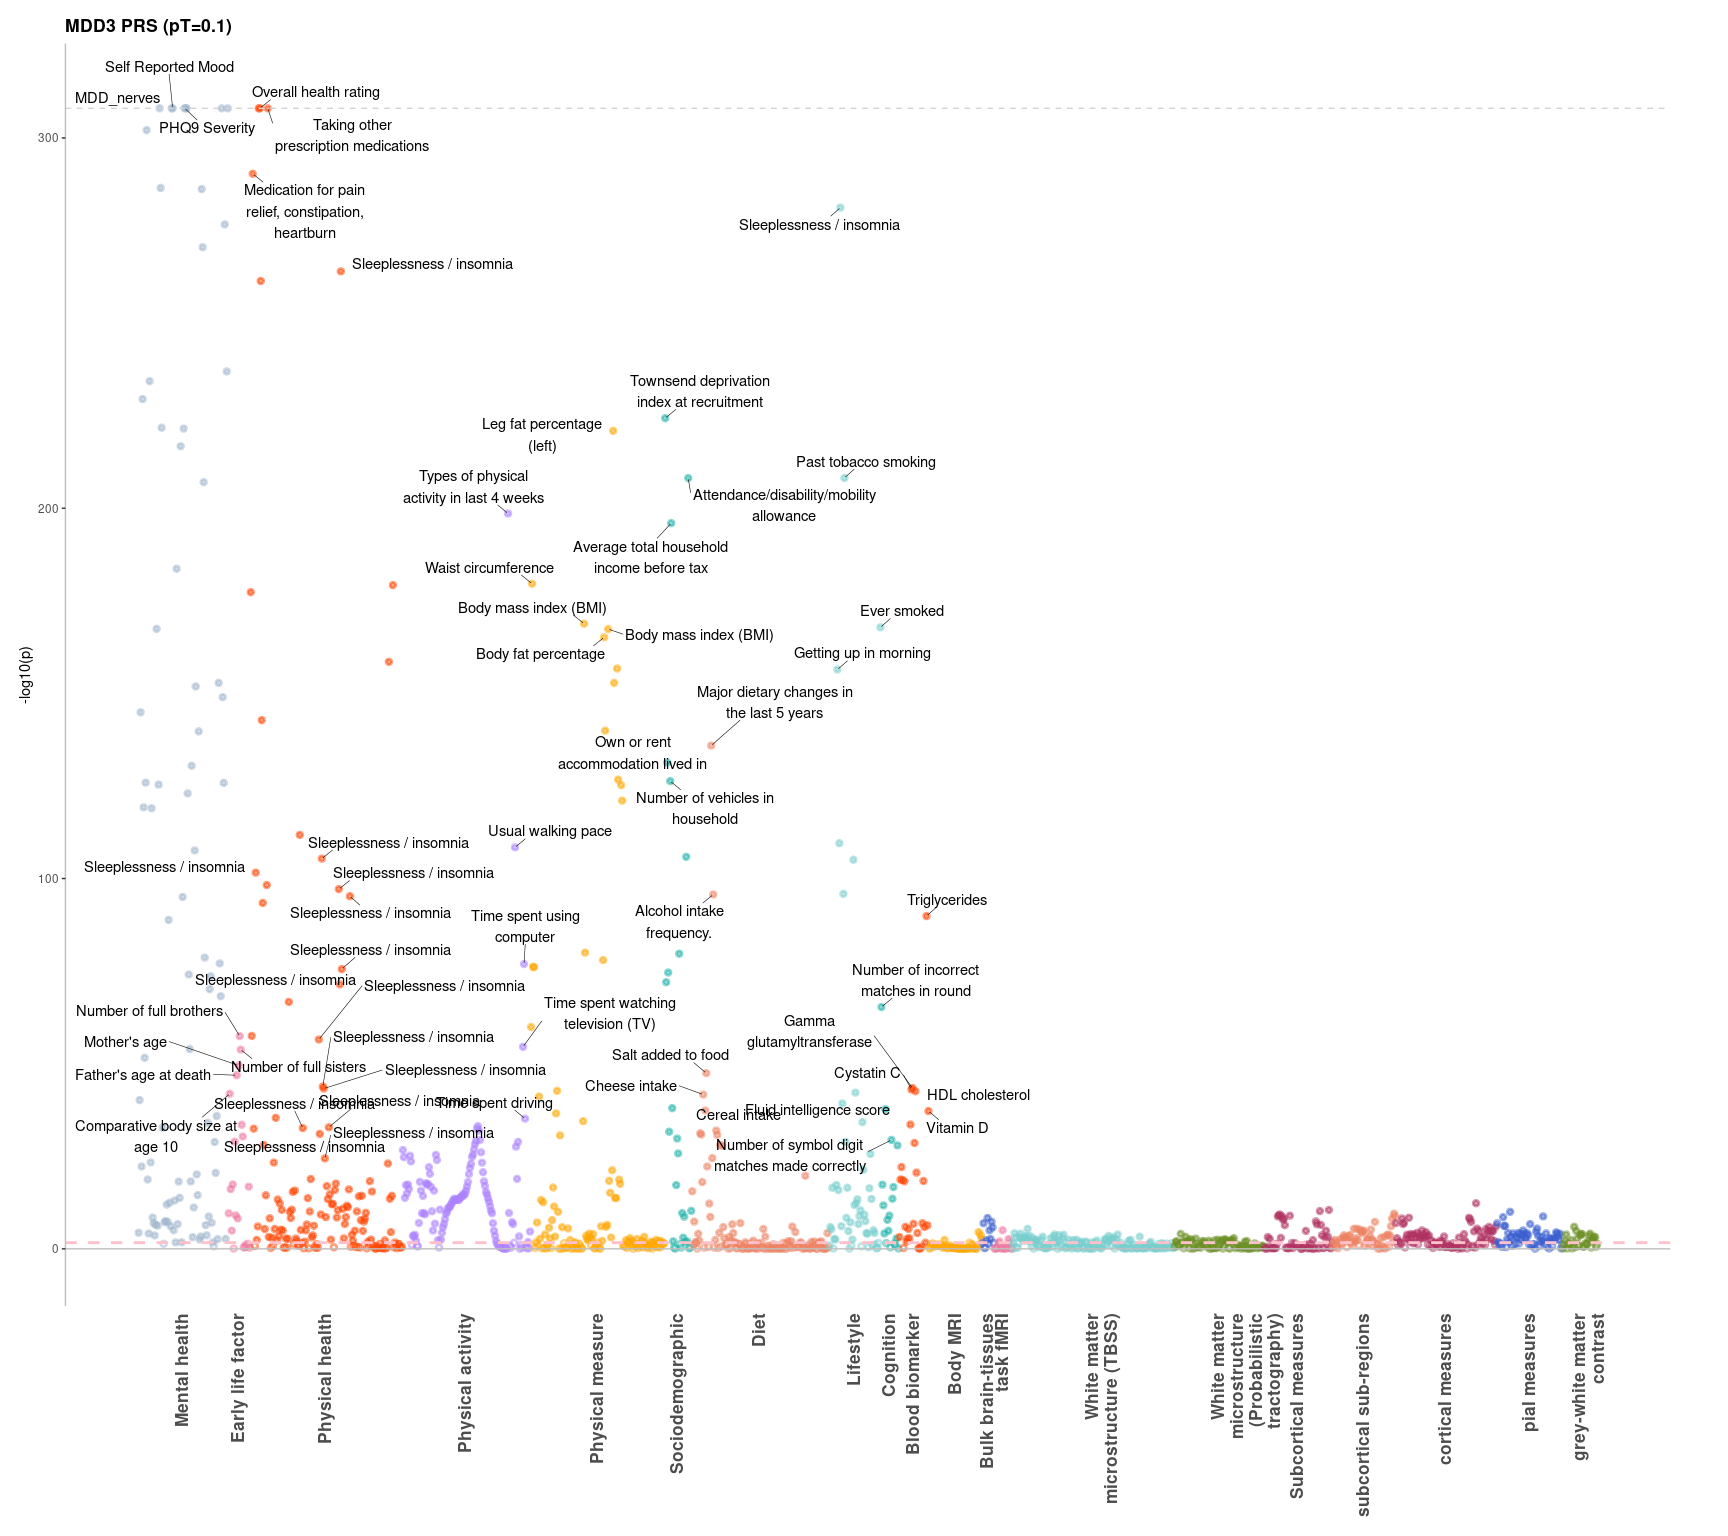 MDD3 PRS (pT=0.1)
Self Reported Mood
MDD_nerves
Overall health rating
PHQ9 Severity
Taking other
prescription medications
300
Medication for pain
relief, constipation,
heartburn
Sleeplessness / insomnia
Sleeplessness / insomnia
Townsend deprivation
index at recruitment
Leg fat percentage
(left)
Past tobacco smoking
Types of physical
activity in last 4 weeks
Attendance/disability/mobility
allowance
200
Average total household
income before tax
Waist circumference
Body mass index (BMI)
Ever smoked
Body mass index (BMI)
Body fat percentage
Getting up in morning
-log10(p)
Major dietary changes in
the last 5 years
Own or rent
accommodation lived in
Number of vehicles in
household
Usual walking pace
Sleeplessness / insomnia
Sleeplessness / insomnia
Sleeplessness / insomnia
100
Triglycerides
Sleeplessness / insomnia
Alcohol intake
frequency.
Time spent using
computer
Sleeplessness / insomnia
Number of incorrect
matches in round
Sleeplessness / insomnia
Sleeplessness / insomnia
Time spent watching
television (TV)
Number of full brothers
Gamma
glutamyltransferase
Sleeplessness / insomnia
Mother's age
Salt added to food
Number of full sisters
Sleeplessness / insomnia
Father's age at death
Cystatin C
Cheese intake
HDL cholesterol
Sleeplessness / insomnia
Sleeplessness / insomnia
Time spent driving
Fluid intelligence score
Cereal intake
Vitamin D
Comparative body size at
age 10
Sleeplessness / insomnia
Sleeplessness / insomnia
Number of symbol digit
matches made correctly
0
Mental health
Early life factor
Physical health
Physical activity
Physical measure
Sociodemographic
Diet
Lifestyle
Cognition
Blood biomarker
Body MRI
Bulk brain-tissues
task fMRI
White matter
microstructure (TBSS)
White matter
microstructure
(Probabilistic
tractography)
Subcortical measures
subcortical sub-regions
cortical measures
pial measures
grey-white matter
contrast